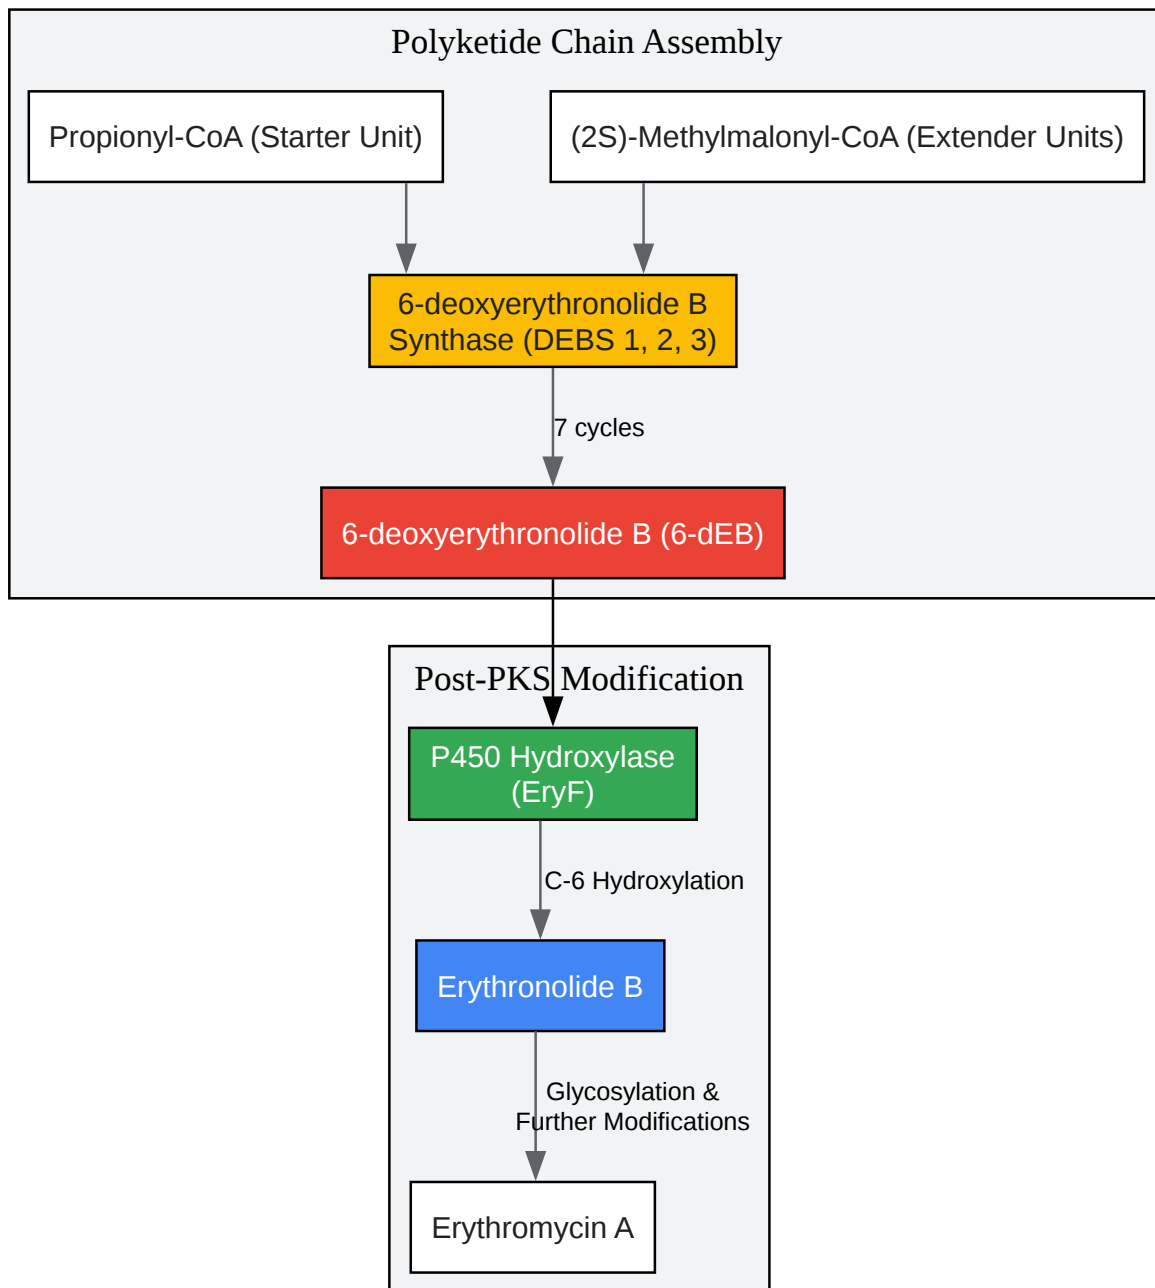 Polyketide Chain Assembly
Propionyl-CoA (Starter Unit)
(2S)-Methylmalonyl-CoA (Extender Units)
6-deoxyerythronolide B
Synthase (DEBS 1, 2, 3)
7 cycles
6-deoxyerythronolide B (6-dEB)
Post-PKS Modification
P450 Hydroxylase
(EryF)
C-6 Hydroxylation
Erythronolide B
Glycosylation &
Further Modifications
Erythromycin A